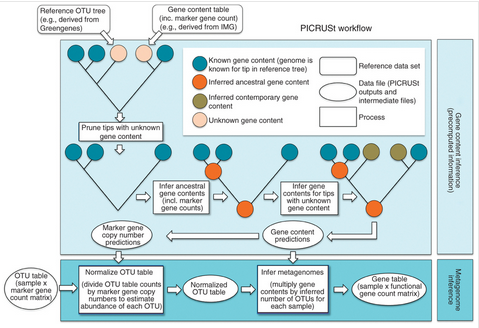 Reference OTU tree
(e.g., derived from
Greengenes)
Gene content table
(inc. marker gene count)
(e.g., derived from IMG)
PICRUSt workflow
Known gene content (genome is
known for tip in reference tree)
Inferred ancestral gene content
Inferred contemporary gene
content
Unknown gene content
Reference data set
Data file (PICRUSt
outputs and
intermediate files)
Process
Prune tips with unknown
gene content
Infer ancestral
gene contents
(incl. marker
gene counts)
Infer gene
contents for tips
with unknown
gene content
Marker gene
copy number
predictions
Gene content
predictions
Gene content inference
(precomputed information)
OTU table
(sample x
marker gene
count matrix)
Normalize OTU table
(divide OTU table counts
by marker gene copy
numbers to estimate
abundance of each OTU)
Normalized
OTU table
Infer metagenomes
(multiply gene
contents by inferred
number of OTUs for
each sample)
Gene table
(sample x functional
gene count matrix)
Metagenome
inference